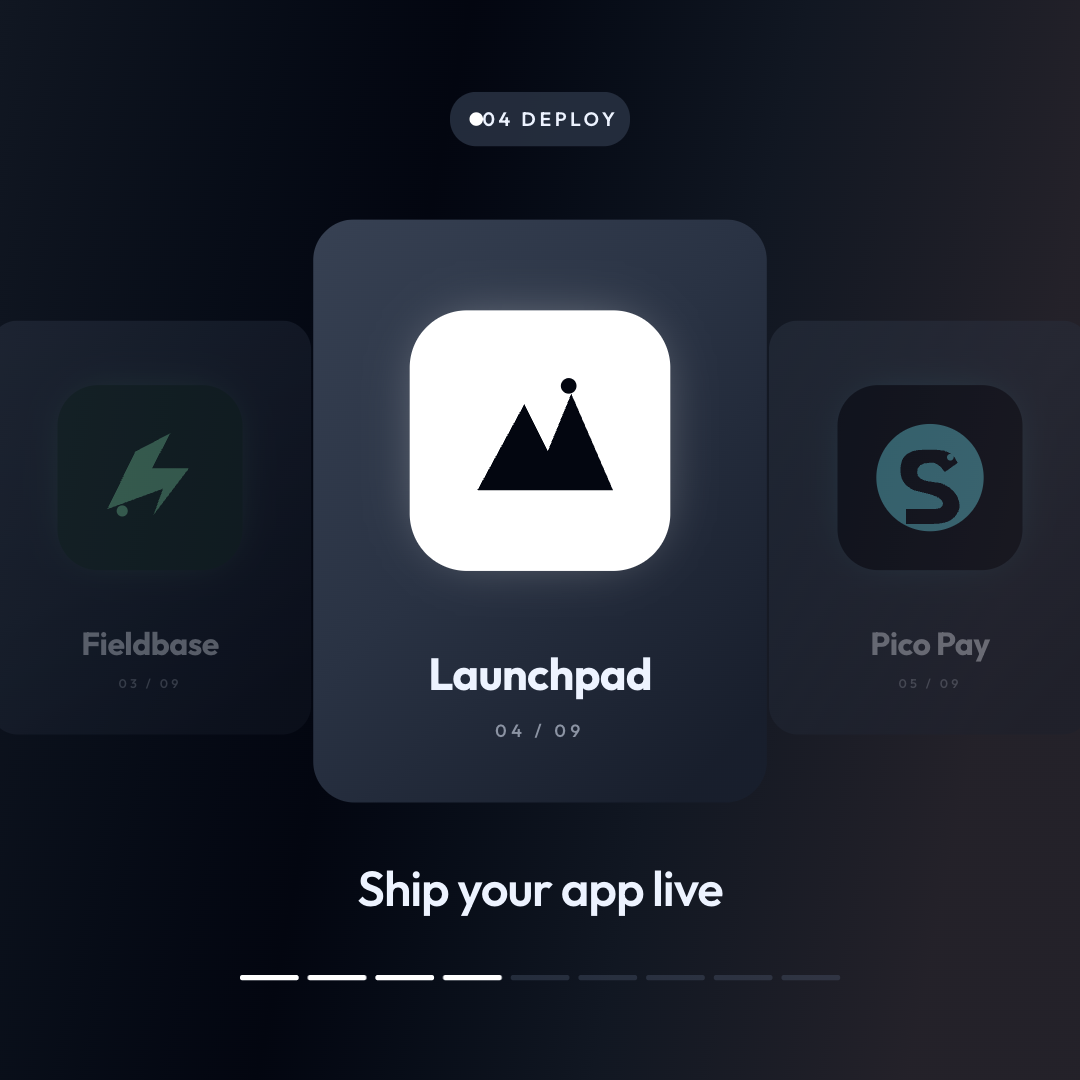 04 DEPLOY
Fieldbase
03 / 09
Launchpad
04 / 09
S
Pico Pay
05 / 09
Ship your app live